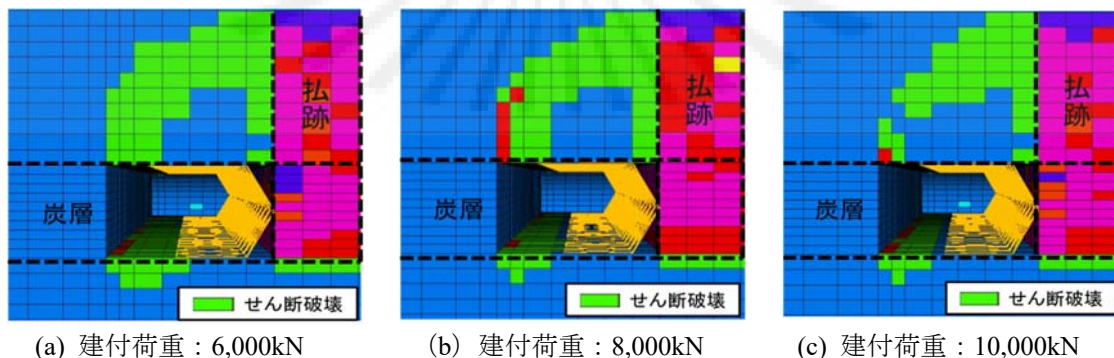 払跡
炭層
せん断破壊
(a) 建付荷重：6,000kN
払跡
炭層
せん断破壊
(b) 建付荷重：8,000kN
払跡
炭層
せん断破壊
(c) 建付荷重：10,000kN